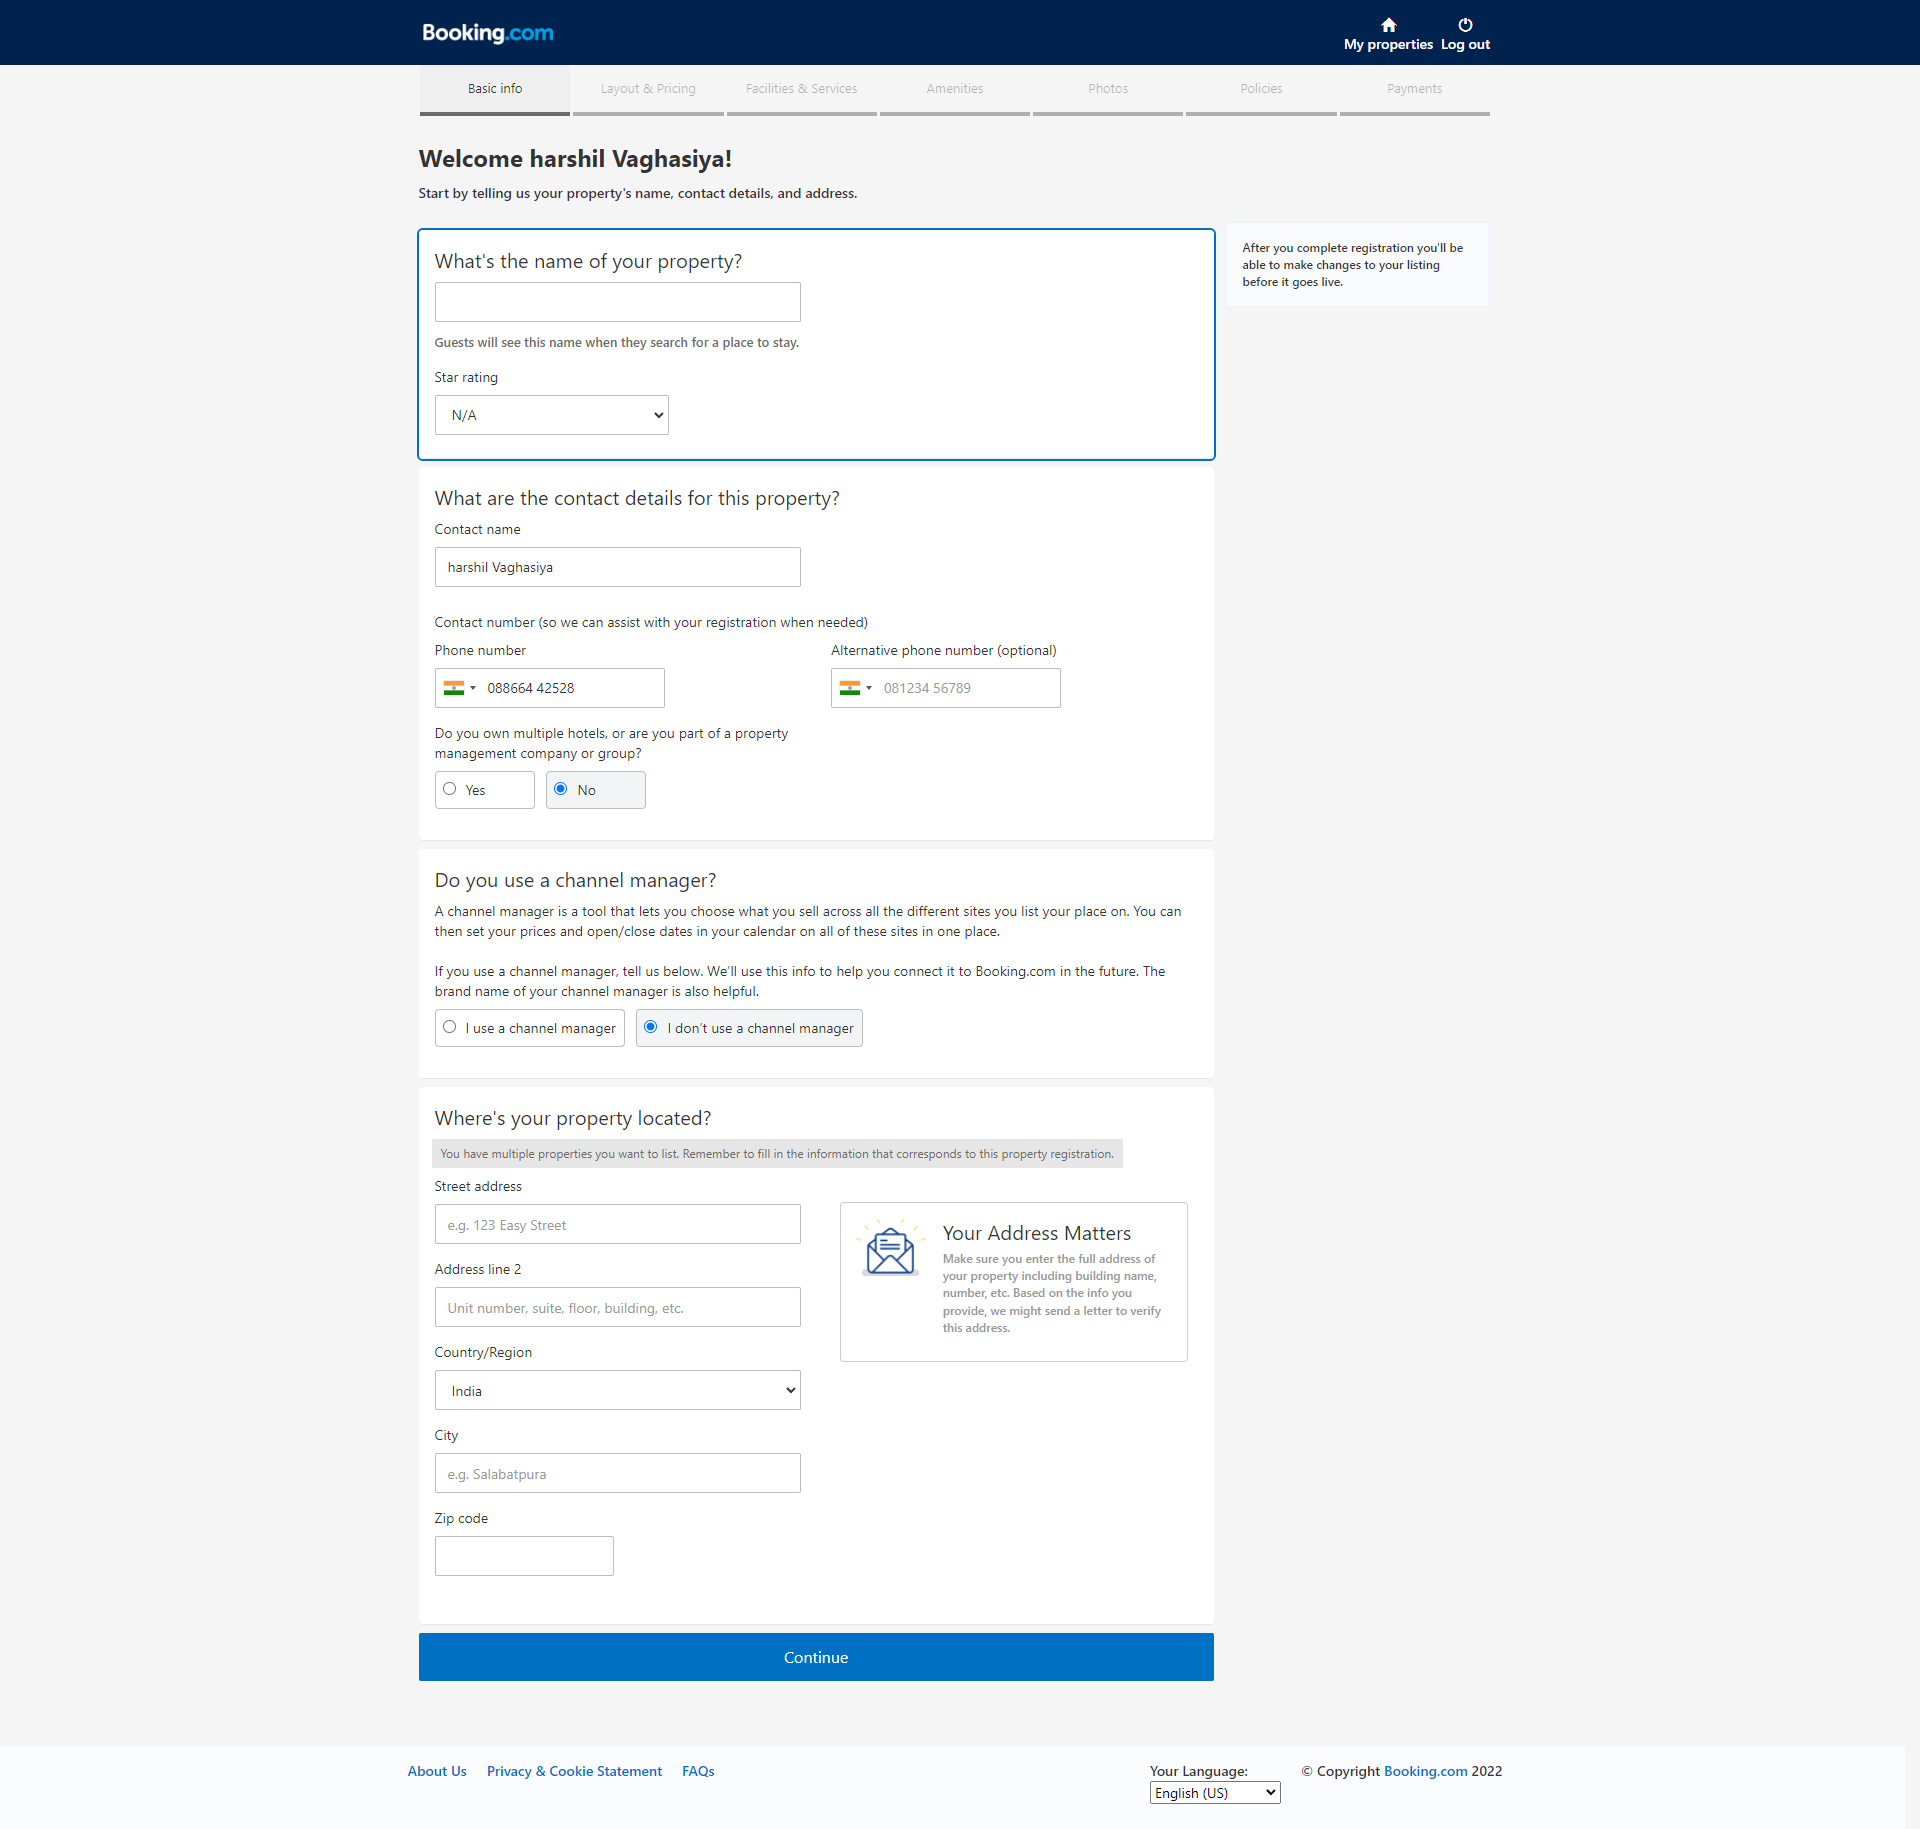 Booking.com
My properties
Log out
Basic info
Layout & Pricing
Facilities & Services
Amenities
Photos
Policies
Payments
Welcome harshil Vaghasiya!
Start by telling us your property's name, contact details, and address.
What's the name of your property?
Guests will see this name when they search for a place to stay.
Star rating
N/A
After you complete registration you'll be
able to make changes to your listing
before it goes live.
What are the contact details for this property?
Contact name
harshil Vaghasiya
Contact number (so we can assist with your registration when needed)
Phone number
088664 42528
Alternative phone number (optional)
081234 56789
Do you own multiple hotels, or are you part of a property
management company or group?
Yes
No
Do you use a channel manager?
A channel manager is a tool that lets you choose what you sell across all the different sites you list your place on. You can
then set your prices and open/close dates in your calendar on all of these sites in one place.
If you use a channel manager, tell us below. We'll use this info to help you connect it to Booking.com in the future. The
brand name of your channel manager is also helpful.
I use a channel manager
I don't use a channel manager
Where's your property located?
You have multiple properties you want to list. Remember to fill in the information that corresponds to this property registration.
Street address
e.g. 123 Easy Street
Address line 2
Unit number, suite, floor, building, etc.
Country/Region
India
City
e.g. Salabatpura
Zip code
Your Address Matters
Make sure you enter the full address of
your property including building name,
number, etc. Based on the info you
provide, we might send a letter to verify
this address.
Continue
About Us
Privacy & Cookie Statement
FAQs
Your Language:
English (US)
© Copyright Booking.com 2022